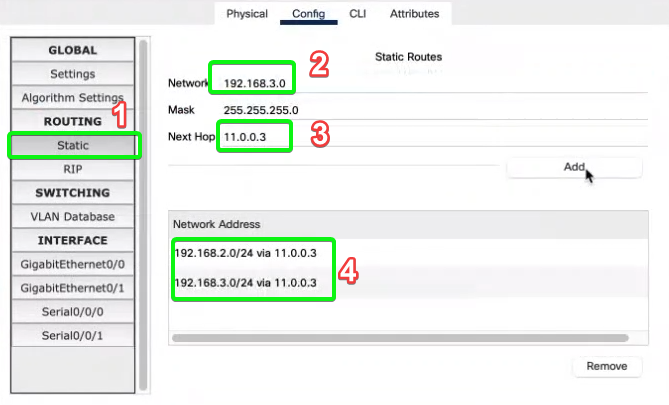 Physical Config CLI Attributes
GLOBAL
Settings
Algorithm Settings
1
ROUTING
Static
RIP
SWITCHING
VLAN Database
INTERFACE
GigabitEthernet0/0
GigabitEthernet0/1
Serial0/0/0
Serial0/0/1
Static Routes
2
Network 192.168.3.0
Mask 255.255.255.0
Next Hop 11.0.0.3
3
Add
Network Address
192.168.2.0/24 via 11.0.0.3
192.168.3.0/24 via 11.0.0.3
4
Remove